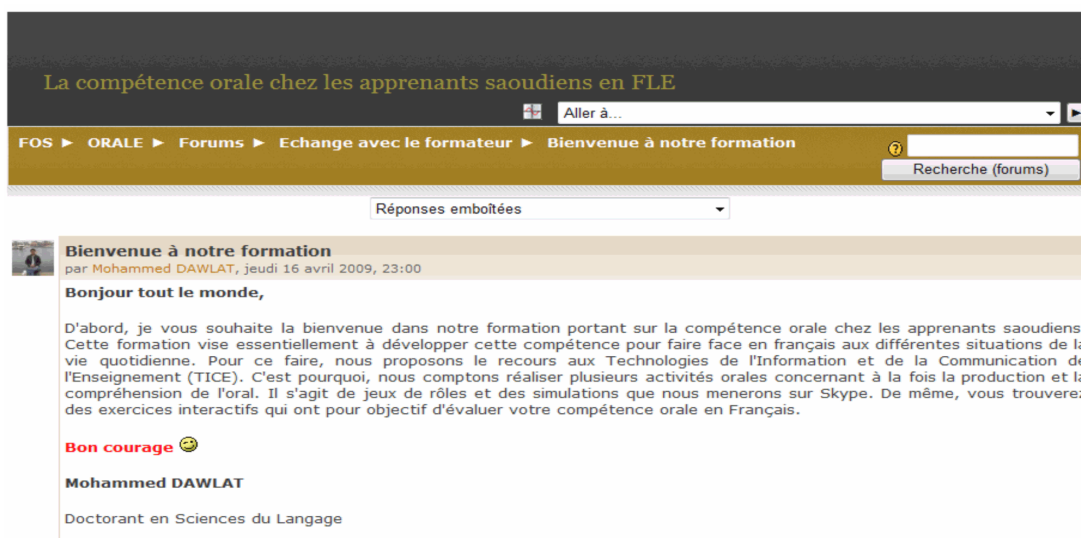 La compétence orale chez les apprenants saoudiens en FLE
Aller à...
FOS ► ORALE ► Forums ► Echange avec le formateur ► Bienvenue à notre formation
Recherche (forums)
Réponses emboîtées
Bienvenue à notre formation
par Mohammed DAWLAT, jeudi 16 avril 2009, 23:00
Bonjour tout le monde,
D'abord, je vous souhaite la bienvenue dans notre formation portant sur la compétence orale chez les apprenants saoudiens
Cette formation vise essentiellement à développer cette compétence pour faire face en français aux différentes situations de la
vie quotidienne. Pour ce faire, nous proposons le recours aux Technologies de l'Information et de la Communication de
l'Enseignement (TICE). C'est pourquoi, nous comptons réaliser plusieurs activités orales concernant à la fois la production et la
compréhension de l'oral. Il s'agit de jeux de rôles et des simulations que nous menerons sur Skype. De même, vous trouverez
des exercices interactifs qui ont pour objectif d'évaluer votre compétence orale en Français.
Bon courage
Mohammed DAWLAT
Doctorant en Sciences du Langage